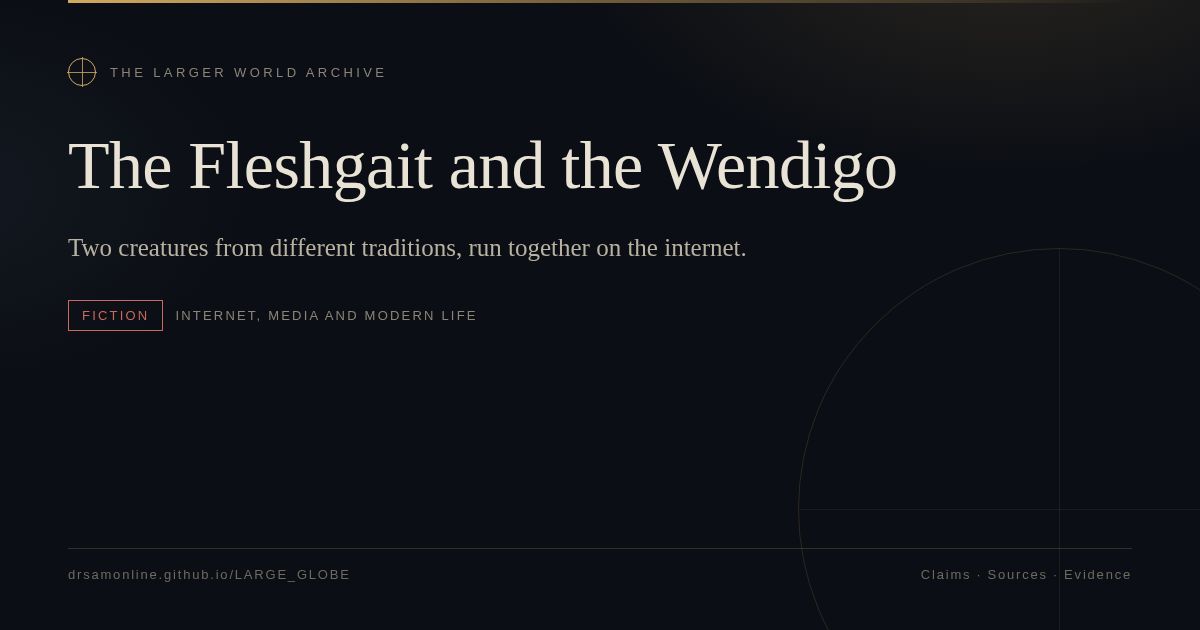 THE LARGER WORLD ARCHIVE
The Fleshgait and the Wendigo
Two creatures from different traditions, run together on the internet.
FICTION INTERNET, MEDIA AND MODERN LIFE
drsamonline.github.io/LARGE_GLOBE Claims · Sources · Evidence